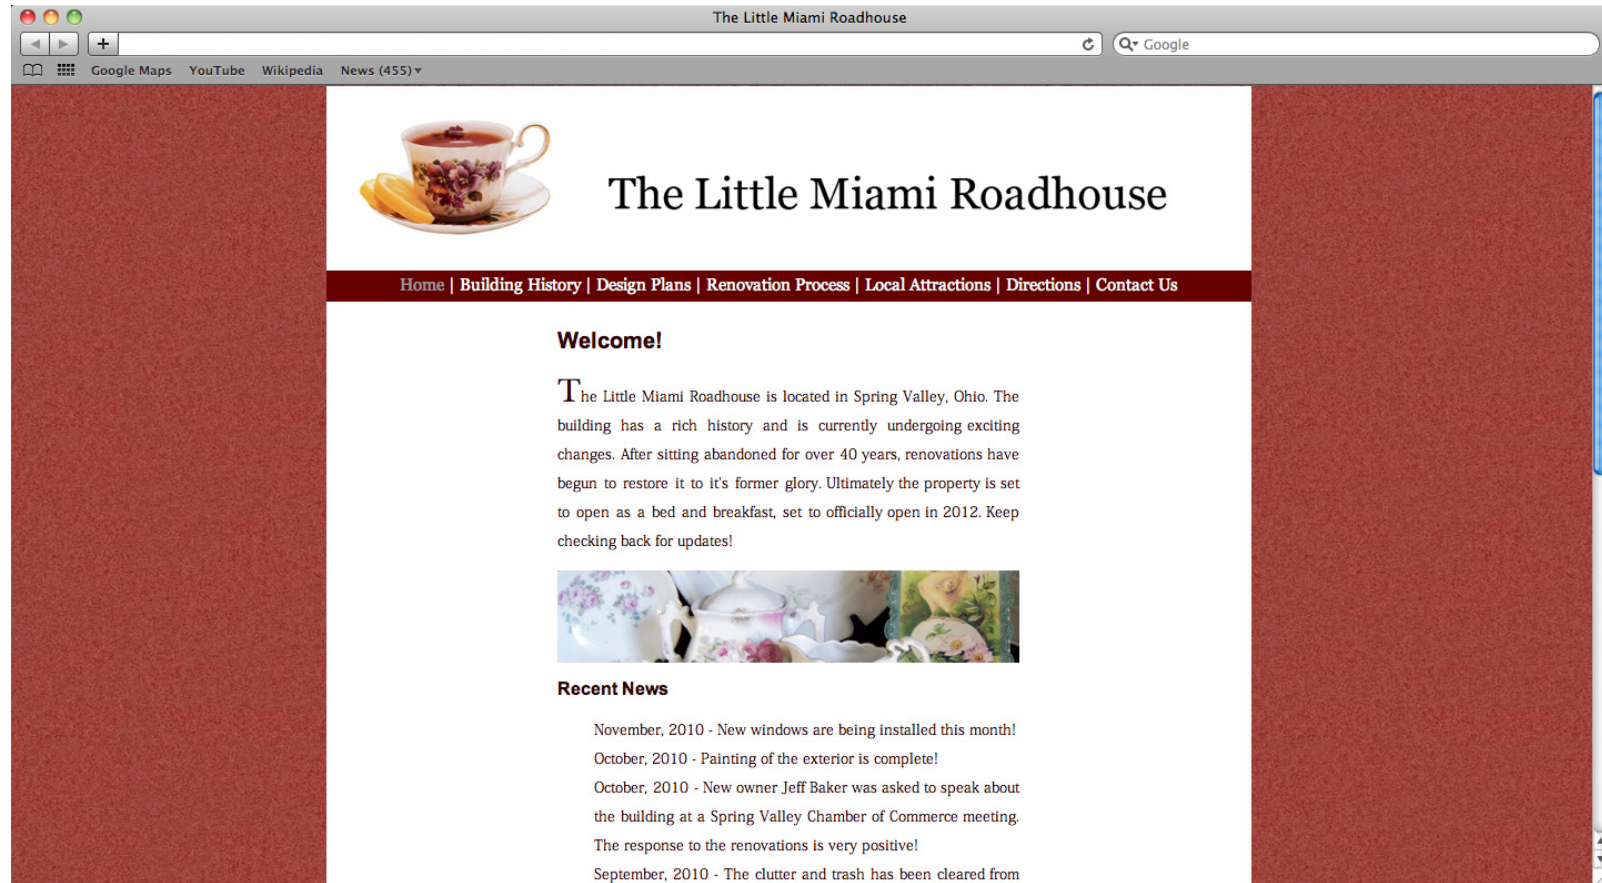 The Little Miami Roadhouse
Google
Google Maps YouTube Wikipedia News (455)
The Little Miami Roadhouse
Home | Building History | Design Plans | Renovation Process | Local Attractions | Directions | Contact Us
Welcome!
The Little Miami Roadhouse is located in Spring Valley, Ohio. The
building has a rich history and is currently undergoing exciting
changes. After sitting abandoned for over 40 years, renovations have
begun to restore it to it's former glory. Ultimately the property is set
to open as a bed and breakfast, set to officially open in 2012. Keep
checking back for updates!
Recent News
November, 2010 - New windows are being installed this month!
October, 2010 - Painting of the exterior is complete!
October, 2010 - New owner Jeff Baker was asked to speak about
the building at a Spring Valley Chamber of Commerce meeting.
The response to the renovations is very positive!
September, 2010 - The clutter and trash has been cleared from